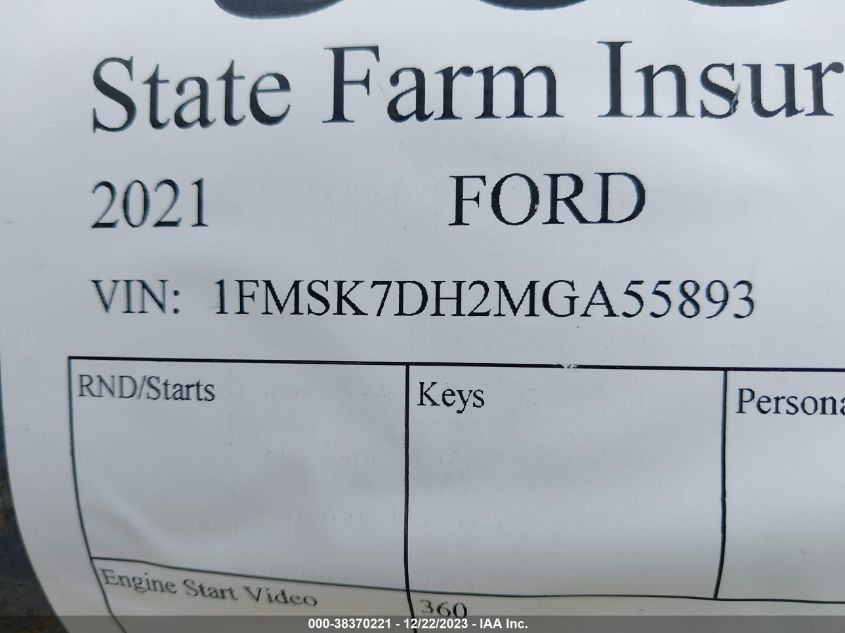 State Farm Insur
2021 FORD
VIN: 1FMSK7DH2MGA55893
RND/Starts Keys Persona
Engine Start Video 360
000-38370221 - 12/22/2023 - IAA Inc.